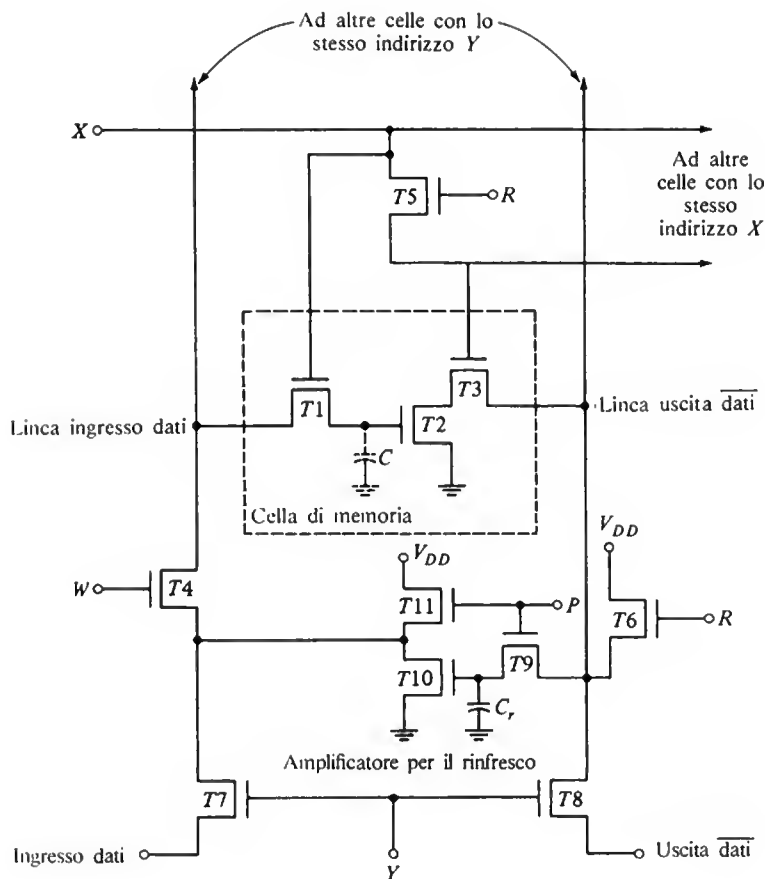 Ad altre celle con lo
stesso indirizzo Y
X
Ad altre
celle con lo
stesso
indirizzo X
T5
R
T3
T1
T2
Linca ingresso dati
Linca uscita dati
C
Cella di memoria
V_DD
V_DD
W
T4
T11
P
T6
R
T9
T10
C_r
Amplificatore per il rinfresco
T7
T8
Ingresso dati
Y
Uscita dati